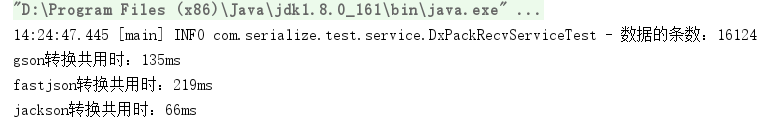 "D:\Program Files (x86)\Java\jdk1.8.0_161\bin\java.exe" ...
14:24:47.445 [main] INFO com.serialize.test.service.DxPackRecvServiceTest - 数据的条数：16124
gson转换共用时：135ms
fastjson转换共用时：219ms
jackson转换共用时：66ms